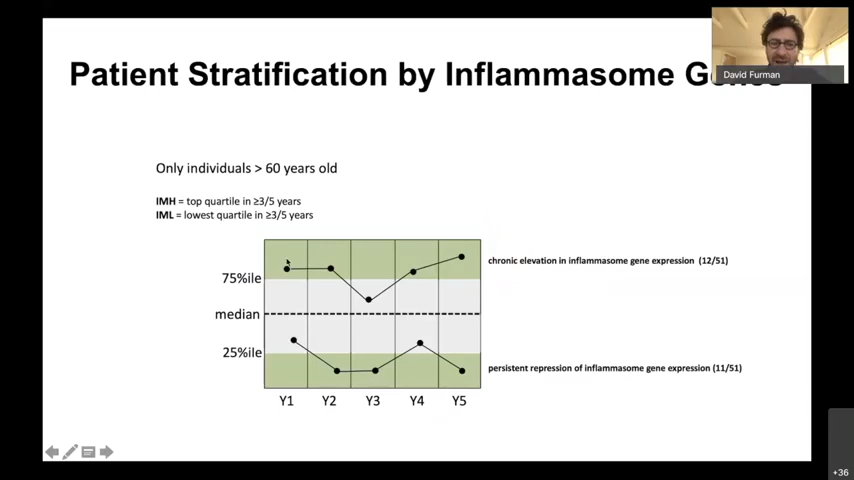 Patient Stratification by Inflammasome
David Furman
Only individuals > 60 years old
IMH = top quartile in ≥3/5 years
IML = lowest quartile in ≥3/5 years
75%ile
median
25%ile
chronic elevation in inflammasome gene expression (12/51)
persistent repression of inflammasome gene expression (11/51)
Y1 Y2 Y3 Y4 Y5
+36